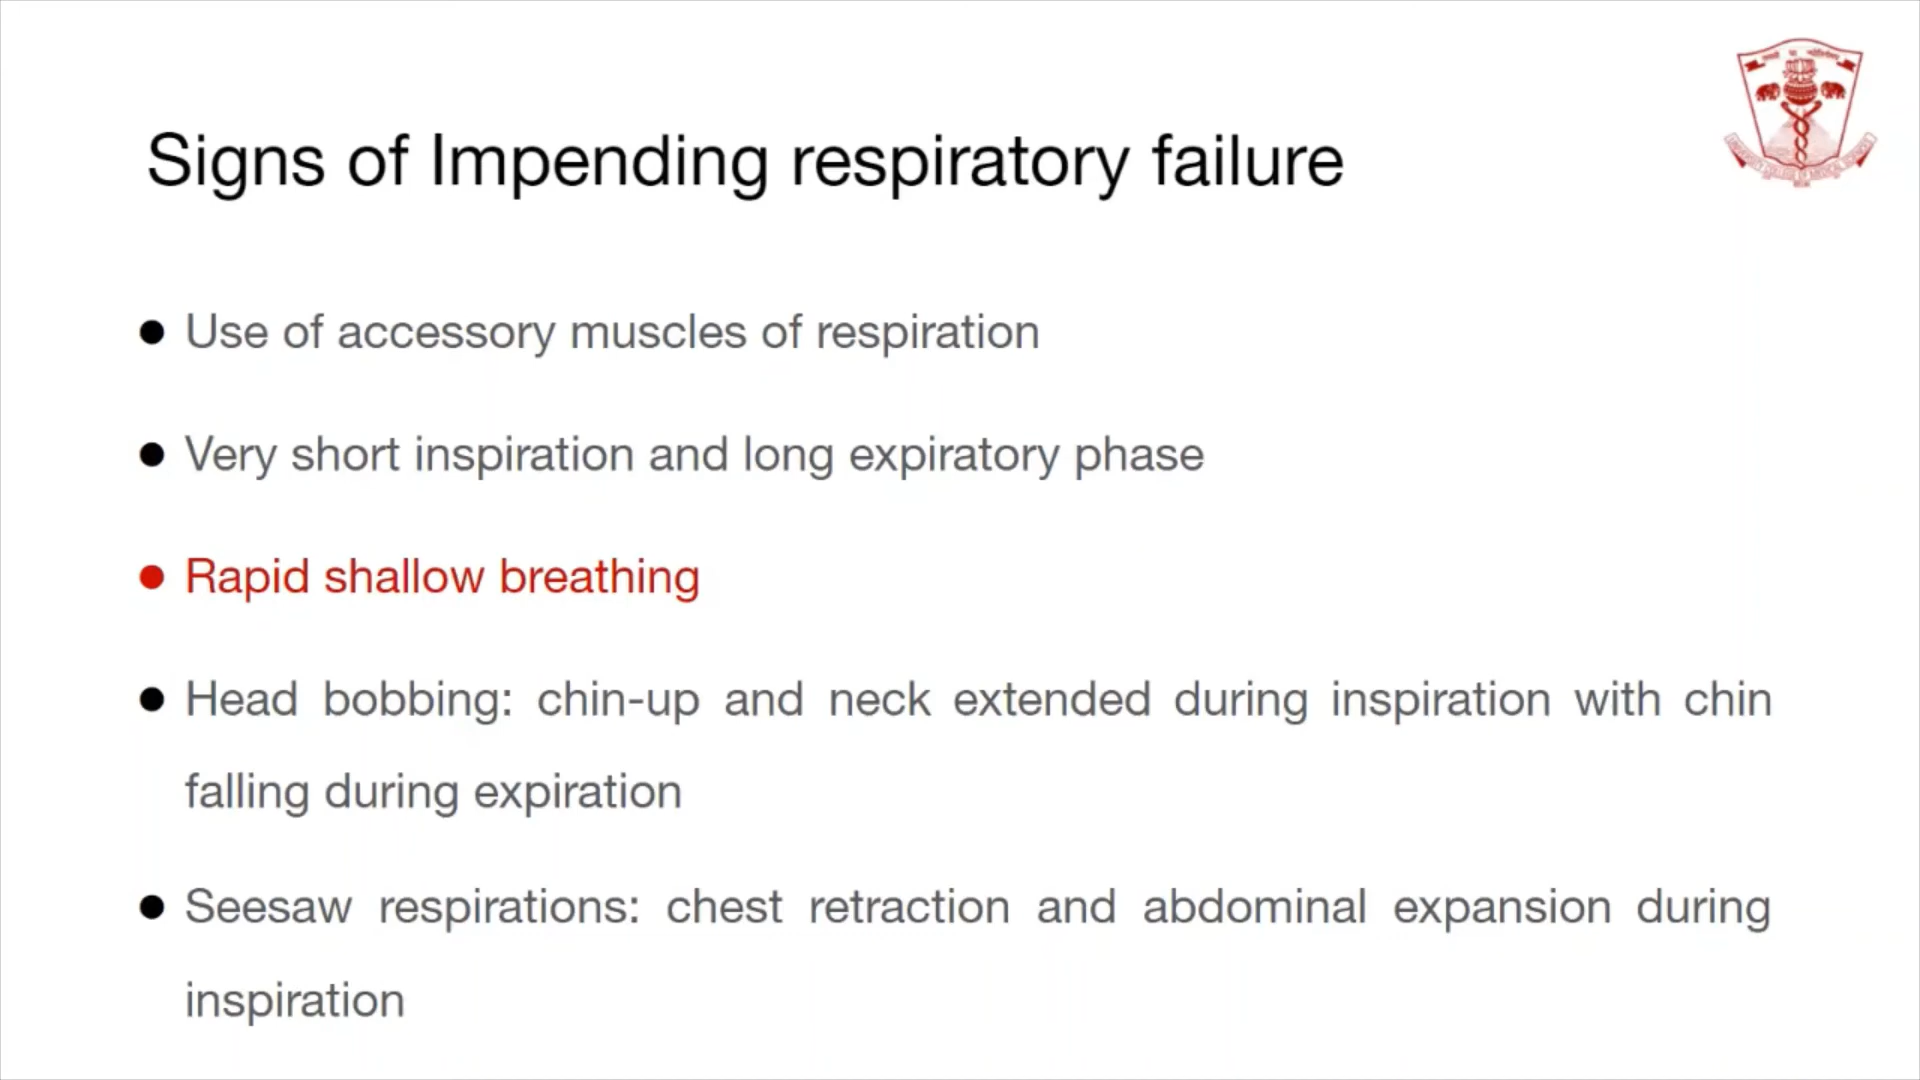 Signs of Impending respiratory failure
● Use of accessory muscles of respiration
● Very short inspiration and long expiratory phase
● Rapid shallow breathing
● Head bobbing: chin-up and neck extended during inspiration with chin
falling during expiration
● Seesaw respirations: chest retraction and abdominal expansion during
inspiration